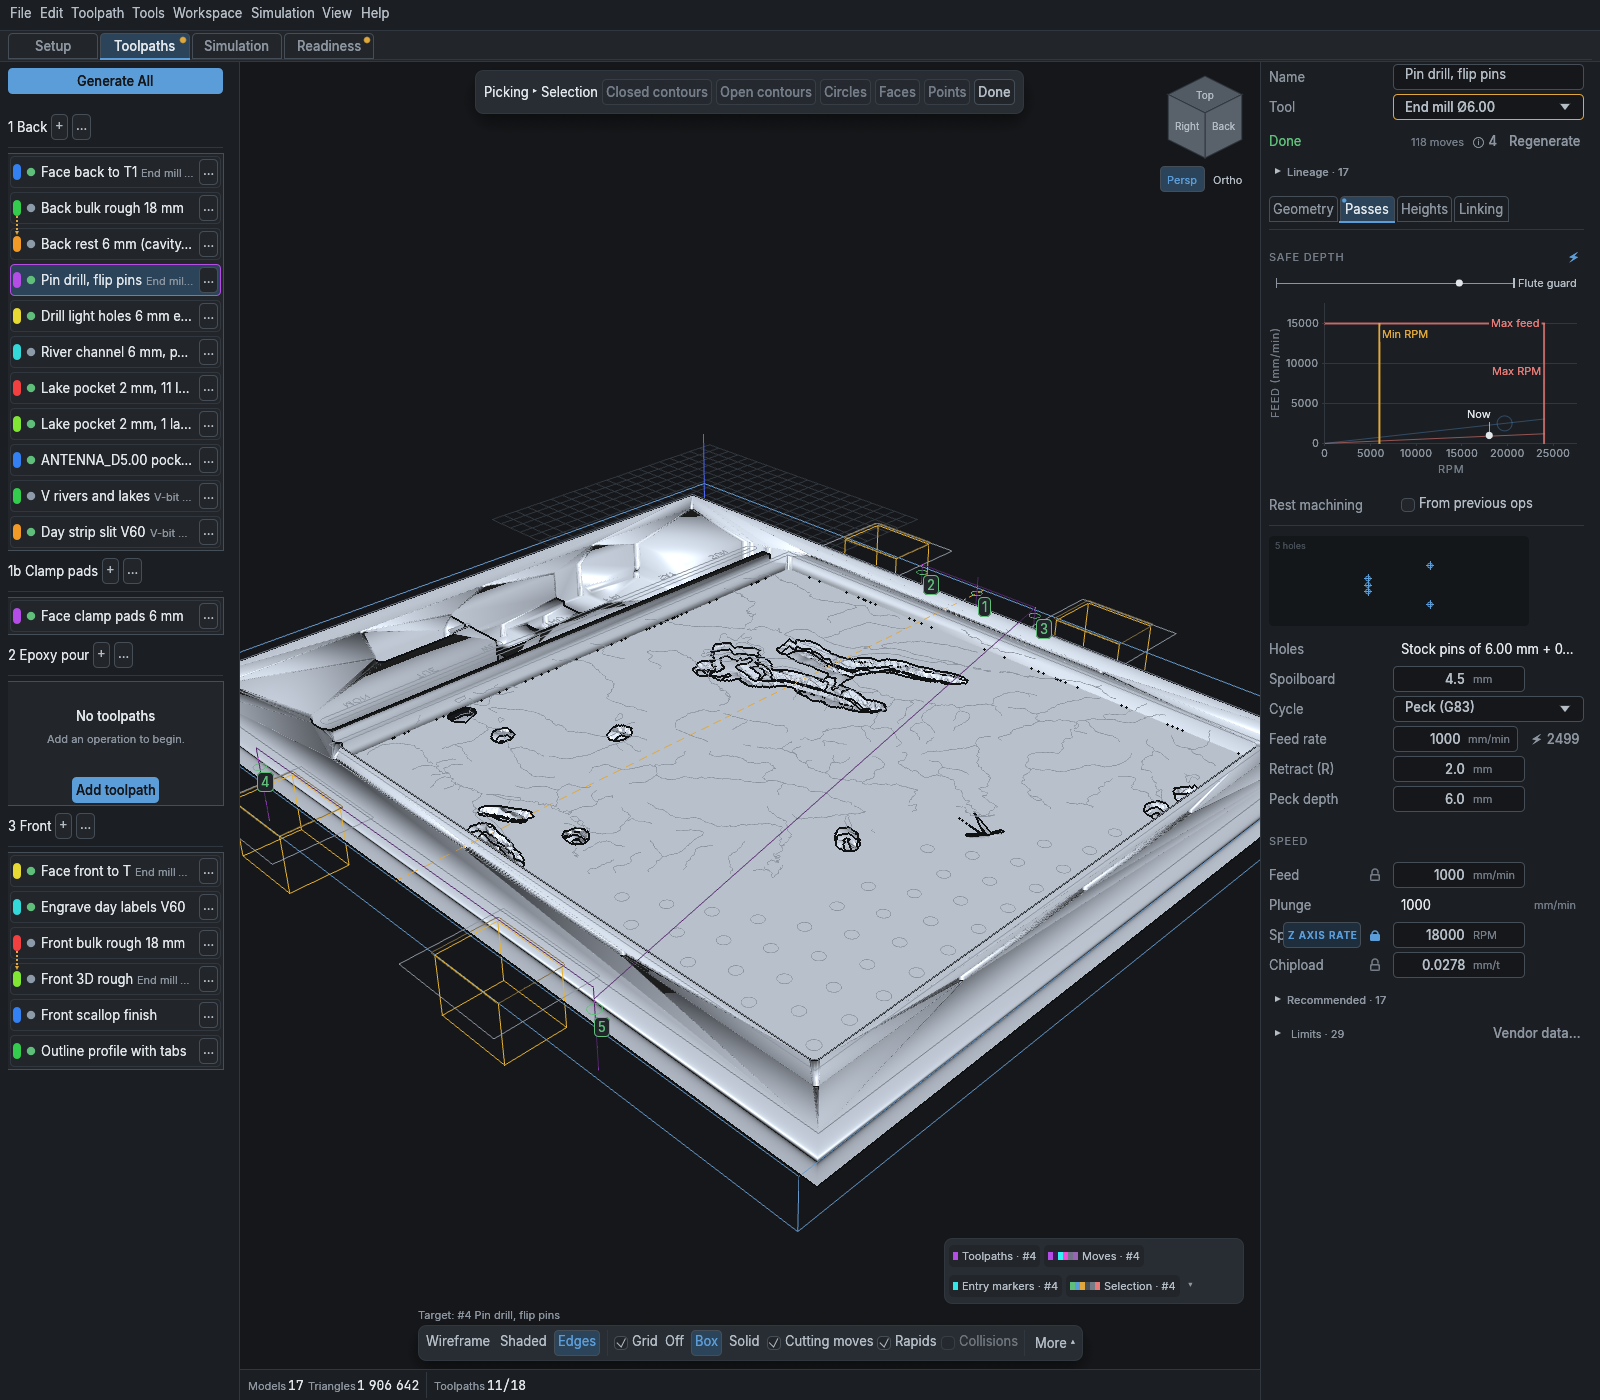 File Edit Toolpath Tools Workspace Simulation View Help
Setup Toolpaths Simulation Readiness
Generate All
1 Back + ...
Face back to T1 End mill ... ...
Back bulk rough 18 mm ...
Back rest 6 mm (cavity... ...
Pin drill, flip pins End mil... ...
Drill light holes 6 mm e... ...
River channel 6 mm, p... ...
Lake pocket 2 mm, 11 l... ...
Lake pocket 2 mm, 1 la... ...
ANTENNA_D5.00 pock... ...
V rivers and lakes V-bit ... ...
Day strip slit V60 V-bit ... ...
1b Clamp pads + ...
Face clamp pads 6 mm ...
2 Epoxy pour + ...
No toolpaths
Add an operation to begin.
Add toolpath
3 Front + ...
Face front to T End mill ... ...
Engrave day labels V60 ...
Front bulk rough 18 mm ...
Front 3D rough End mill ... ...
Front scallop finish ...
Outline profile with tabs ...
Picking ▸ Selection Closed contours Open contours Circles Faces Points Done
Top
Right Back
Persp Ortho
2
1
3
4
5
Toolpaths · #4 Moves · #4
Entry markers · #4 Selection · #4
Target: #4 Pin drill, flip pins
Wireframe Shaded Edges Grid Off Box Solid Cutting moves Rapids Collisions More
Models 17 Triangles 1 906 642 Toolpaths 11/18
Name Pin drill, flip pins
Tool End mill Ø6.00
Done 118 moves 4 Regenerate
Lineage · 17
Geometry Passes Heights Linking
SAFE DEPTH
Flute guard
FEED (mm/min)
15000
10000
5000
0
Max feed
Min RPM
Max RPM
Now
0 5000 10000 15000 20000 25000
RPM
Rest machining From previous ops
5 holes
Holes Stock pins of 6.00 mm + 0...
Spoilboard 4.5 mm
Cycle Peck (G83)
Feed rate 1000 mm/min 2499
Retract (R) 2.0 mm
Peck depth 6.0 mm
SPEED
Feed 1000 mm/min
Plunge 1000 mm/min
Sp Z AXIS RATE 18000 RPM
Chipload 0.0278 mm/t
Recommended · 17
Limits · 29 Vendor data...